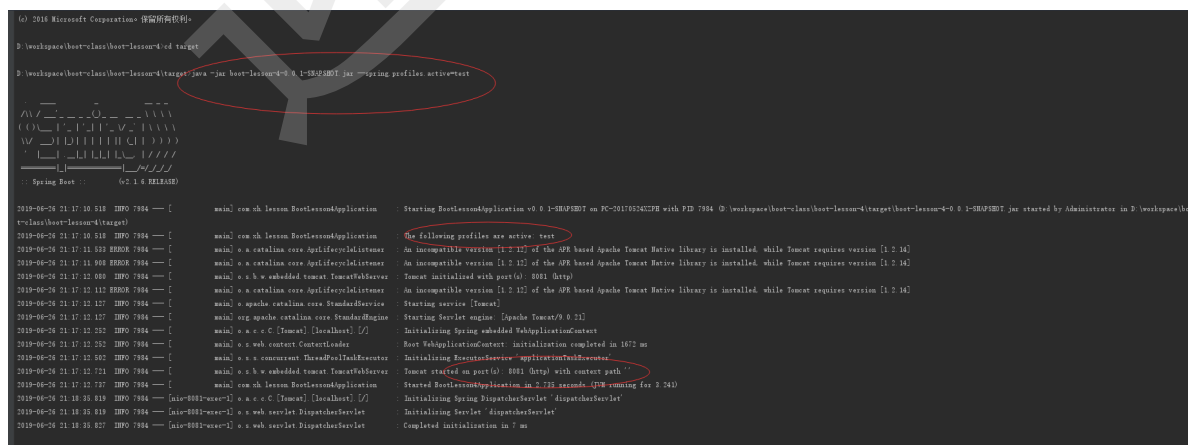 (c) 2016 Microsoft Corporation。保留所有权利。
D:\workspace\boot-class\boot-lesson-4>cd target
D:\workspace\boot-class\boot-lesson-4\target>java -jar boot-lesson-4-0.0.1-SNAPSHOT.jar --spring.profiles.active=test
:: Spring Boot ::        (v2.1.6.RELEASE)
2019-06-26 21:17:10.518  INFO 7984 --- [           main] com.xh.lesson.BootLesson4Application     : Starting BootLesson4Application v0.0.1-SNAPSHOT on PC-20170524XZPH with PID 7984 (D:\workspace\boot-class\boot-lesson-4\target\boot-lesson-4-0.0.1-SNAPSHOT.jar started by Administrator in D:\workspace\boo
t-class\boot-lesson-4\target)
2019-06-26 21:17:10.518  INFO 7984 --- [           main] com.xh.lesson.BootLesson4Application     : The following profiles are active: test
2019-06-26 21:17:11.533 ERROR 7984 --- [           main] o.a.catalina.core.AprLifecycleListener   : An incompatible version [1.2.12] of the APR based Apache Tomcat Native library is installed, while Tomcat requires version [1.2.14]
2019-06-26 21:17:11.908 ERROR 7984 --- [           main] o.a.catalina.core.AprLifecycleListener   : An incompatible version [1.2.12] of the APR based Apache Tomcat Native library is installed, while Tomcat requires version [1.2.14]
2019-06-26 21:17:12.080  INFO 7984 --- [           main] o.s.b.w.embedded.tomcat.TomcatWebServer  : Tomcat initialized with port(s): 8081 (http)
2019-06-26 21:17:12.112 ERROR 7984 --- [           main] o.a.catalina.core.AprLifecycleListener   : An incompatible version [1.2.12] of the APR based Apache Tomcat Native library is installed, while Tomcat requires version [1.2.14]
2019-06-26 21:17:12.127  INFO 7984 --- [           main] o.apache.catalina.core.StandardService   : Starting service [Tomcat]
2019-06-26 21:17:12.127  INFO 7984 --- [           main] org.apache.catalina.core.StandardEngine  : Starting Servlet engine: [Apache Tomcat/9.0.21]
2019-06-26 21:17:12.252  INFO 7984 --- [           main] o.a.c.c.C.[Tomcat].[localhost].[/]       : Initializing Spring embedded WebApplicationContext
2019-06-26 21:17:12.252  INFO 7984 --- [           main] o.s.web.context.ContextLoader            : Root WebApplicationContext: initialization completed in 1672 ms
2019-06-26 21:17:12.502  INFO 7984 --- [           main] o.s.s.concurrent.ThreadPoolTaskExecutor  : Initializing ExecutorService 'applicationTaskExecutor'
2019-06-26 21:17:12.721  INFO 7984 --- [           main] o.s.b.w.embedded.tomcat.TomcatWebServer  : Tomcat started on port(s): 8081 (http) with context path ''
2019-06-26 21:17:12.737  INFO 7984 --- [           main] com.xh.lesson.BootLesson4Application     : Started BootLesson4Application in 2.735 seconds (JVM running for 3.241)
2019-06-26 21:18:35.819  INFO 7984 --- [nio-8081-exec-1] o.a.c.c.C.[Tomcat].[localhost].[/]       : Initializing Spring DispatcherServlet 'dispatcherServlet'
2019-06-26 21:18:35.819  INFO 7984 --- [nio-8081-exec-1] o.s.web.servlet.DispatcherServlet        : Initializing Servlet 'dispatcherServlet'
2019-06-26 21:18:35.827  INFO 7984 --- [nio-8081-exec-1] o.s.web.servlet.DispatcherServlet        : Completed initialization in 7 ms